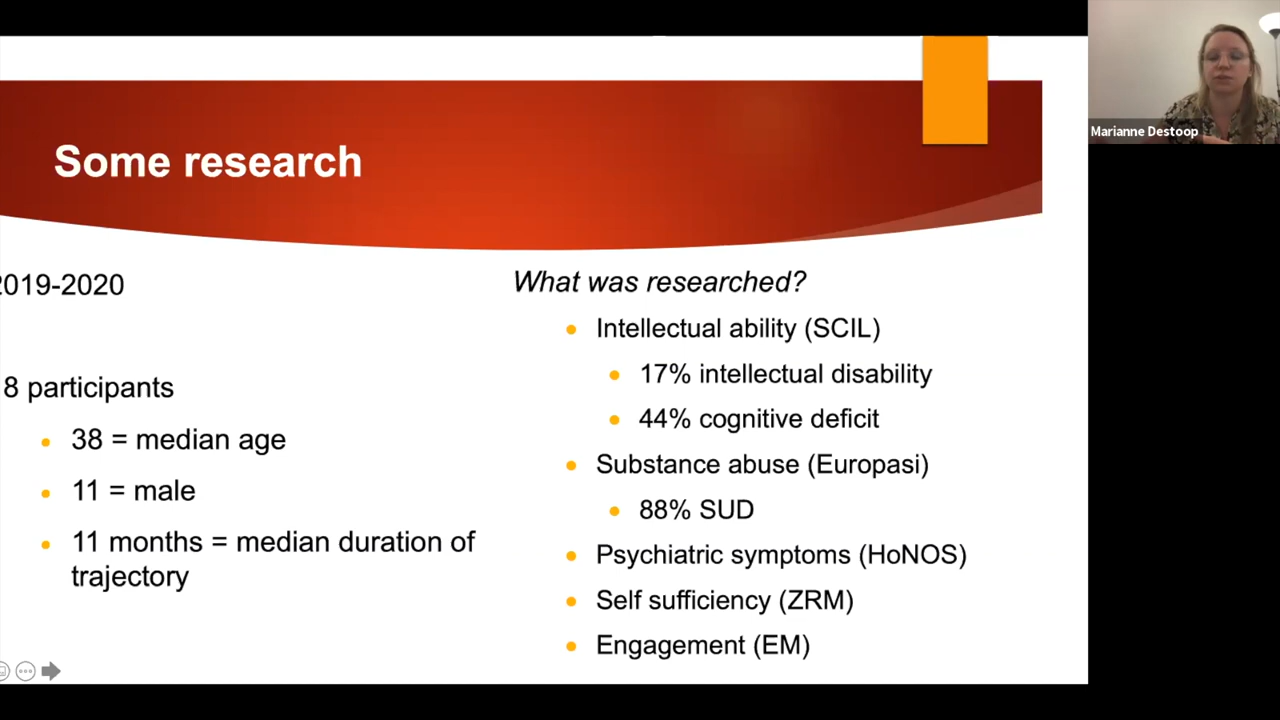 Some research
Marianne Destoop
2019-2020
8 participants
38 = median age
11 = male
11 months = median duration of
trajectory
What was researched?
Intellectual ability (SCIL)
17% intellectual disability
44% cognitive deficit
Substance abuse (Europasi)
88% SUD
Psychiatric symptoms (HoNOS)
Self sufficiency (ZRM)
Engagement (EM)